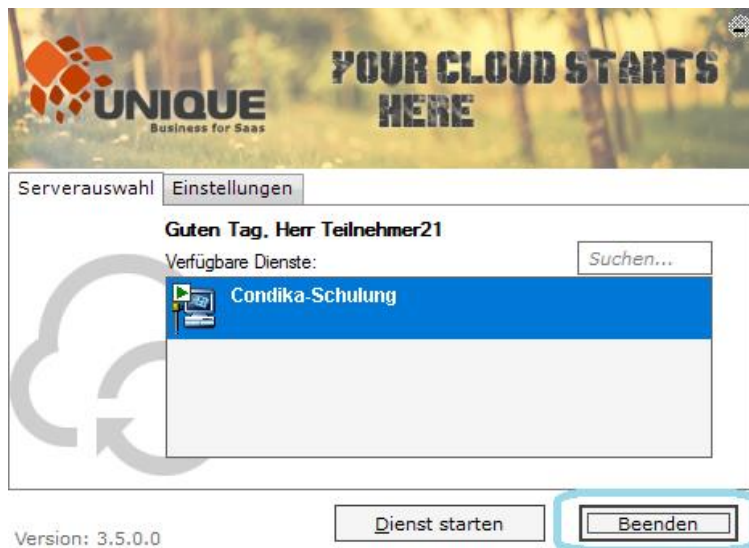 YOUR CLOUD STARTS
HERE
UNIQUE
Business for Saas
Serverauswahl
Einstellungen
Guten Tag, Herr Teilnehmer21
Verfügbare Dienste:
Suchen...
Condika-Schulung
Dienst starten
Beenden
Version: 3.5.0.0